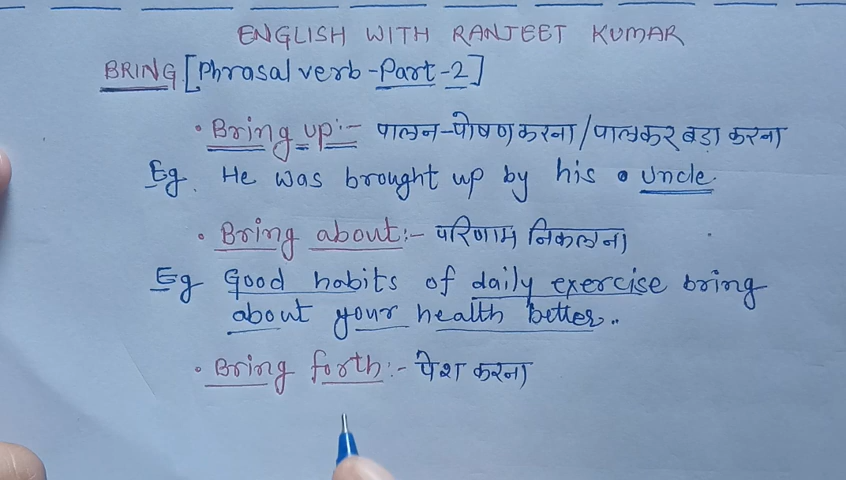 ENGLISH WITH RANJEET KUMAR
BRING [Phrasal verb-Part-2]
• Bring up:- पालन-पोषण करना/पालकर बड़ा करना
Eg. He was brought up by his uncle.
• Bring about:- परिणाम निकलना
Eg Good habits of daily exercise bring
about your health better..
• Bring forth:- पेश करना